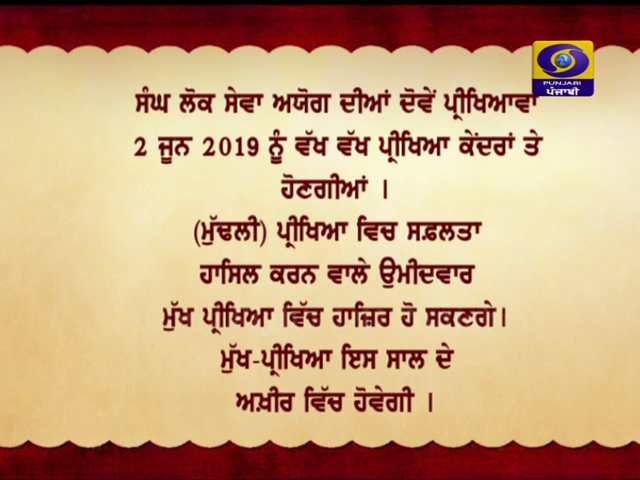 PUNJABI
ਪੰਜਾਬੀ
ਸੰਘ ਲੋਕ ਸੇਵਾ ਅਯੋਗ ਦੀਆਂ ਦੋਵੇਂ ਪ੍ਰੀਖਿਆਵਾਂ
2 ਜੂਨ 2019 ਨੂੰ ਵੱਖ ਵੱਖ ਪ੍ਰੀਖਿਆ ਕੇਂਦਰਾਂ ਤੇ
ਹੋਣਗੀਆਂ ।
(ਮੁੱਢਲੀ) ਪ੍ਰੀਖਿਆ ਵਿਚ ਸਫ਼ਲਤਾ
ਹਾਸਿਲ ਕਰਨ ਵਾਲੇ ਉਮੀਦਵਾਰ
ਮੁੱਖ ਪ੍ਰੀਖਿਆ ਵਿੱਚ ਹਾਜ਼ਿਰ ਹੋ ਸਕਣਗੇ।
ਮੁੱਖ-ਪ੍ਰੀਖਿਆ ਇਸ ਸਾਲ ਦੇ
ਅਖ਼ੀਰ ਵਿੱਚ ਹੋਵੇਗੀ ।